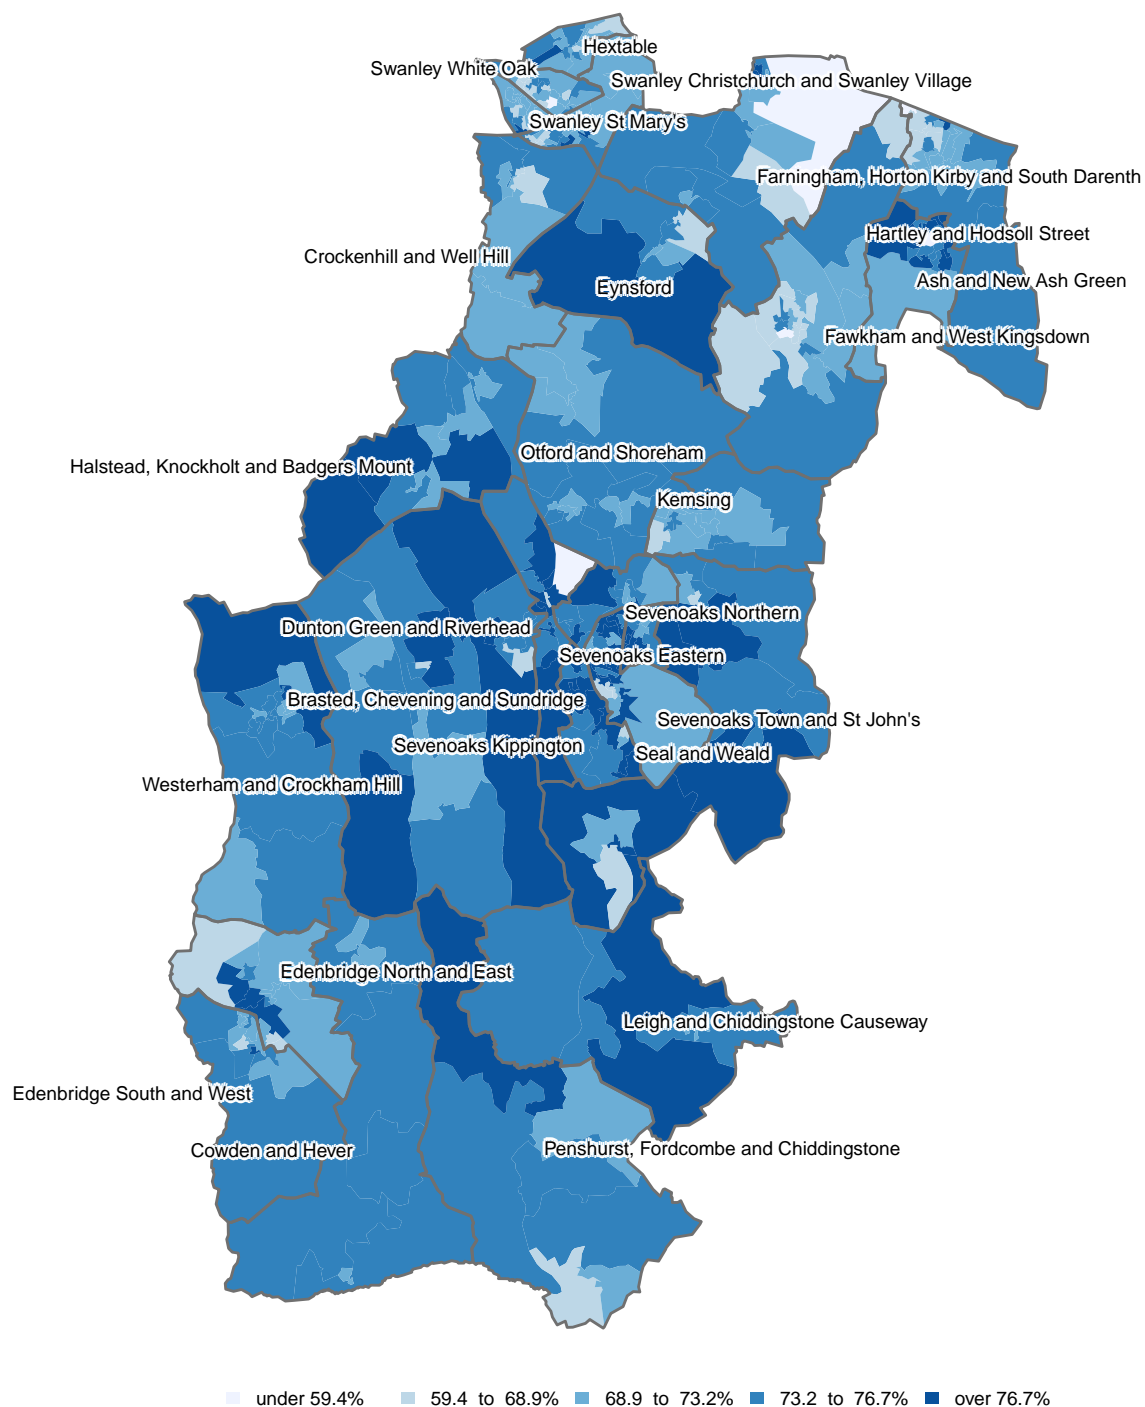 Hextable
Swanley White Oak
Swanley Christchurch and Swanley Village
Swanley St Mary's
Farningham, Horton Kirby and South Darenth
Hartley and Hodsoll Street
Crockenhill and Well Hill
Ash and New Ash Green
Eynsford
Fawkham and West Kingsdown
Otford and Shoreham
Halstead, Knockholt and Badgers Mount
Kemsing
Sevenoaks Northern
Dunton Green and Riverhead
Sevenoaks Eastern
Brasted, Chevening and Sundridge
Sevenoaks Town and St John's
Sevenoaks Kippington
Seal and Weald
Westerham and Crockham Hill
Edenbridge North and East
Leigh and Chiddingstone Causeway
Edenbridge South and West
Cowden and Hever
Penshurst, Fordcombe and Chiddingstone
under 59.4% 59.4 to 68.9% 68.9 to 73.2% 73.2 to 76.7% over 76.7%